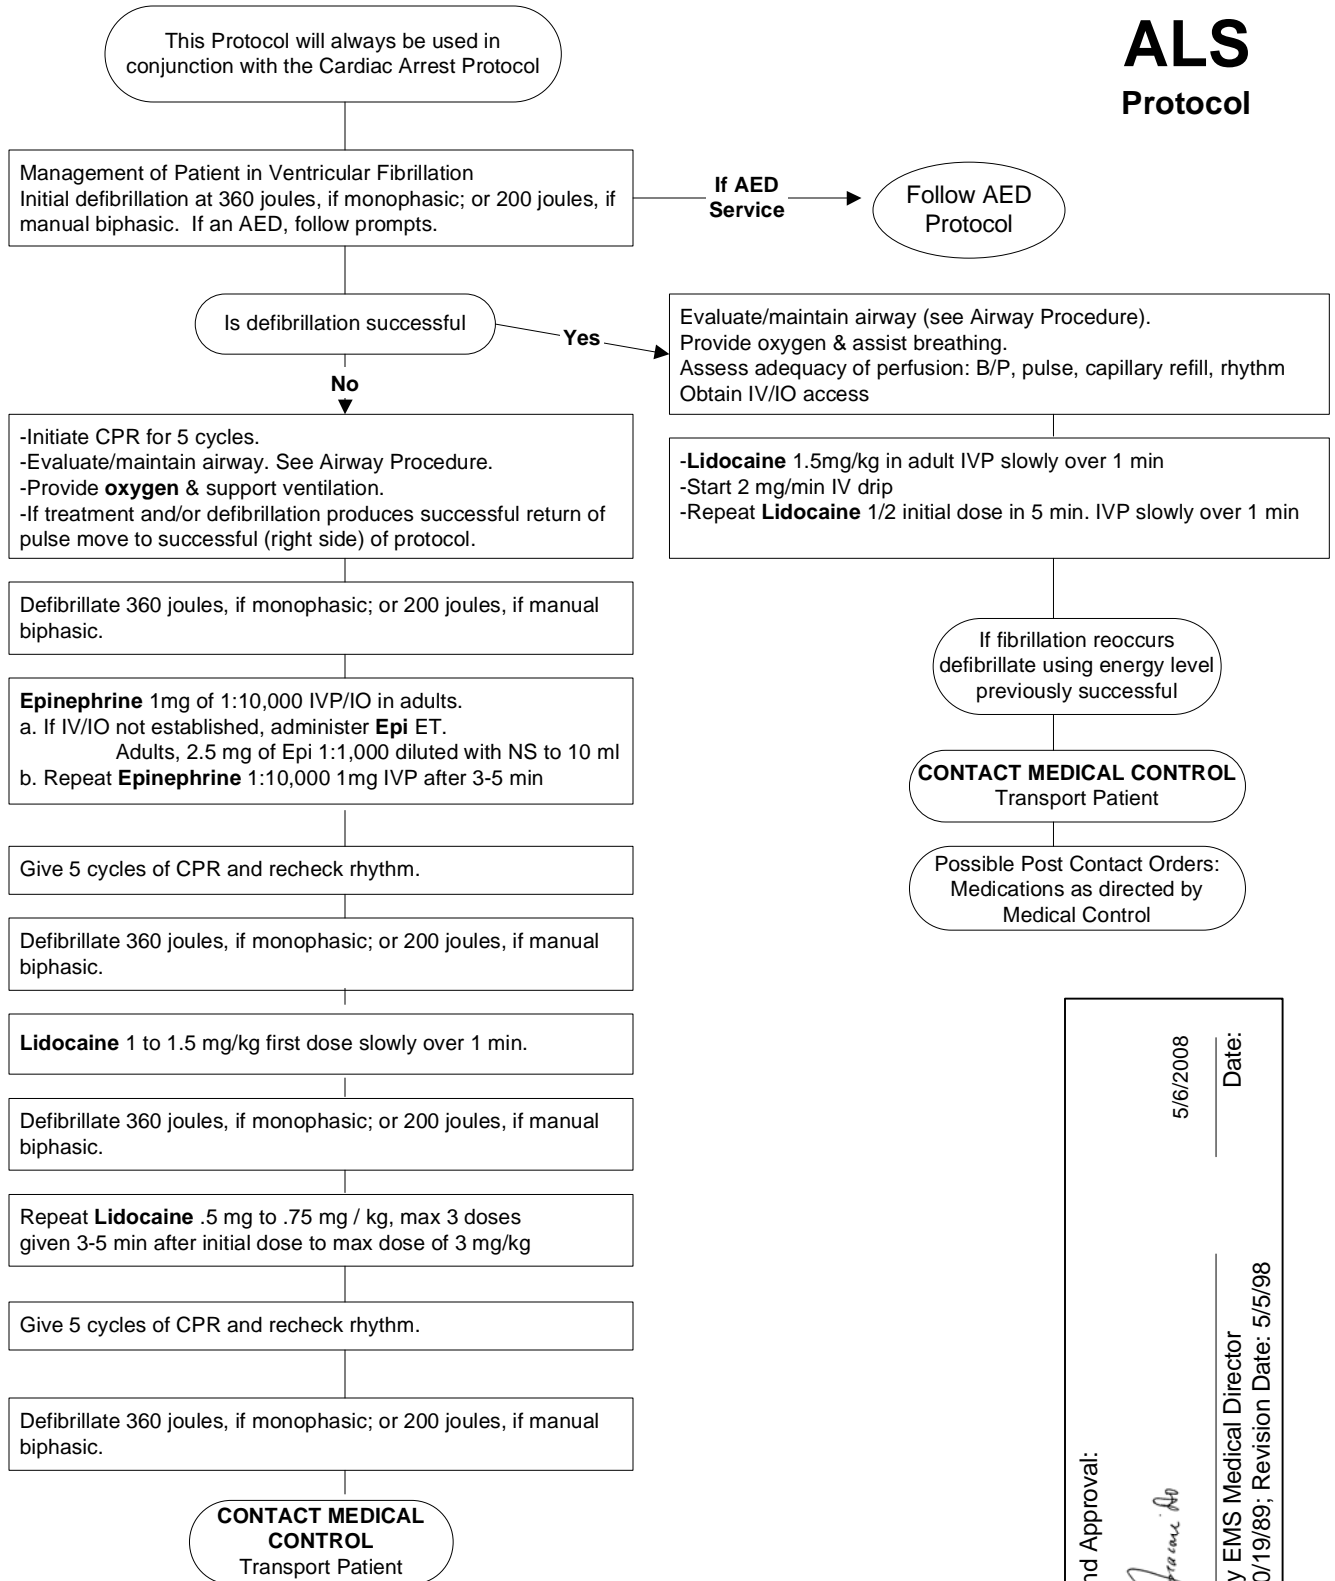 This Protocol will always be used in
conjunction with the Cardiac Arrest Protocol
ALS
Protocol
Management of Patient in Ventricular Fibrillation
Initial defibrillation at 360 joules, if monophasic; or 200 joules, if
manual biphasic.  If an AED, follow prompts.
If AED
Service
Follow AED
Protocol
Is defibrillation successful
Yes
No
Evaluate/maintain airway (see Airway Procedure).
Provide oxygen & assist breathing.
Assess adequacy of perfusion: B/P, pulse, capillary refill, rhythm
Obtain IV/IO access
-Initiate CPR for 5 cycles.
-Evaluate/maintain airway. See Airway Procedure.
-Provide oxygen & support ventilation.
-If treatment and/or defibrillation produces successful return of
pulse move to successful (right side) of protocol.
-Lidocaine 1.5mg/kg in adult IVP slowly over 1 min
-Start 2 mg/min IV drip
-Repeat Lidocaine 1/2 initial dose in 5 min. IVP slowly over 1 min
Defibrillate 360 joules, if monophasic; or 200 joules, if manual
biphasic.
If fibrillation reoccurs
defibrillate using energy level
previously successful
Epinephrine 1mg of 1:10,000 IVP/IO in adults.
a. If IV/IO not established, administer Epi ET.
Adults, 2.5 mg of Epi 1:1,000 diluted with NS to 10 ml
b. Repeat Epinephrine 1:10,000 1mg IVP after 3-5 min
CONTACT MEDICAL CONTROL
Transport Patient
Possible Post Contact Orders:
Medications as directed by
Medical Control
Give 5 cycles of CPR and recheck rhythm.
Defibrillate 360 joules, if monophasic; or 200 joules, if manual
biphasic.
Lidocaine 1 to 1.5 mg/kg first dose slowly over 1 min.
Defibrillate 360 joules, if monophasic; or 200 joules, if manual
biphasic.
Repeat Lidocaine .5 mg to .75 mg / kg, max 3 doses
given 3-5 min after initial dose to max dose of 3 mg/kg
Give 5 cycles of CPR and recheck rhythm.
Defibrillate 360 joules, if monophasic; or 200 joules, if manual
biphasic.
CONTACT MEDICAL
CONTROL
Transport Patient
Approval:
5/6/2008
EMS Medical Director
Date:
0/19/89; Revision Date: 5/5/98